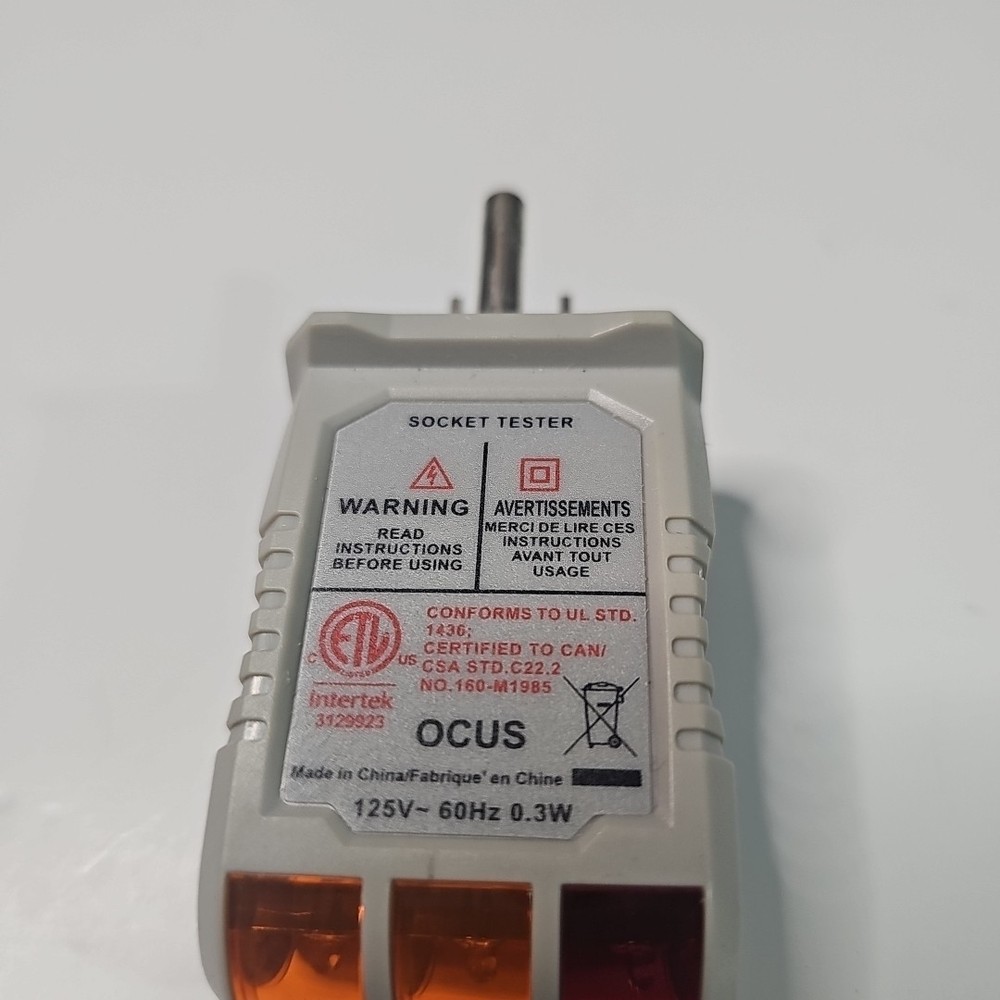 SOCKET TESTER
WARNING
READ
INSTRUCTIONS
BEFORE USING
AVERTISSEMENTS
MERCI DE LIRE CES
INSTRUCTIONS
AVANT TOUT
USAGE
ETL
C US
Intertek
3129923
CONFORMS TO UL STD.
1436;
CERTIFIED TO CAN/
CSA STD.C22.2
NO.160-M1985
OCUS
Made in China/Fabrique' en Chine
125V~ 60Hz 0.3W